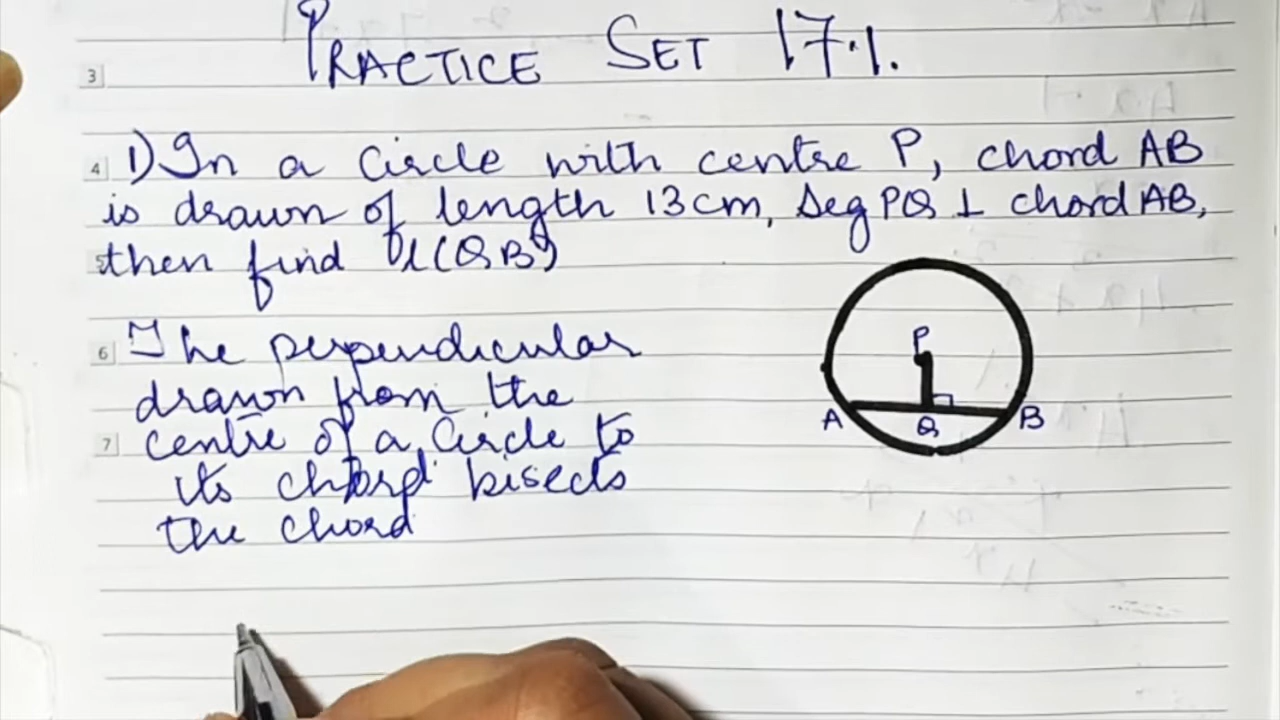 PRACTICE SET 17.1.
3
4 1) In a Circle with centre P, chord AB
is drawn of length 13 cm, seg PQ ⊥ chord AB,
5 then find l(QB)
6 The perpendicular
drawn from the
7 centre of a Circle to
its chord bisects
the chord
P
A Q B